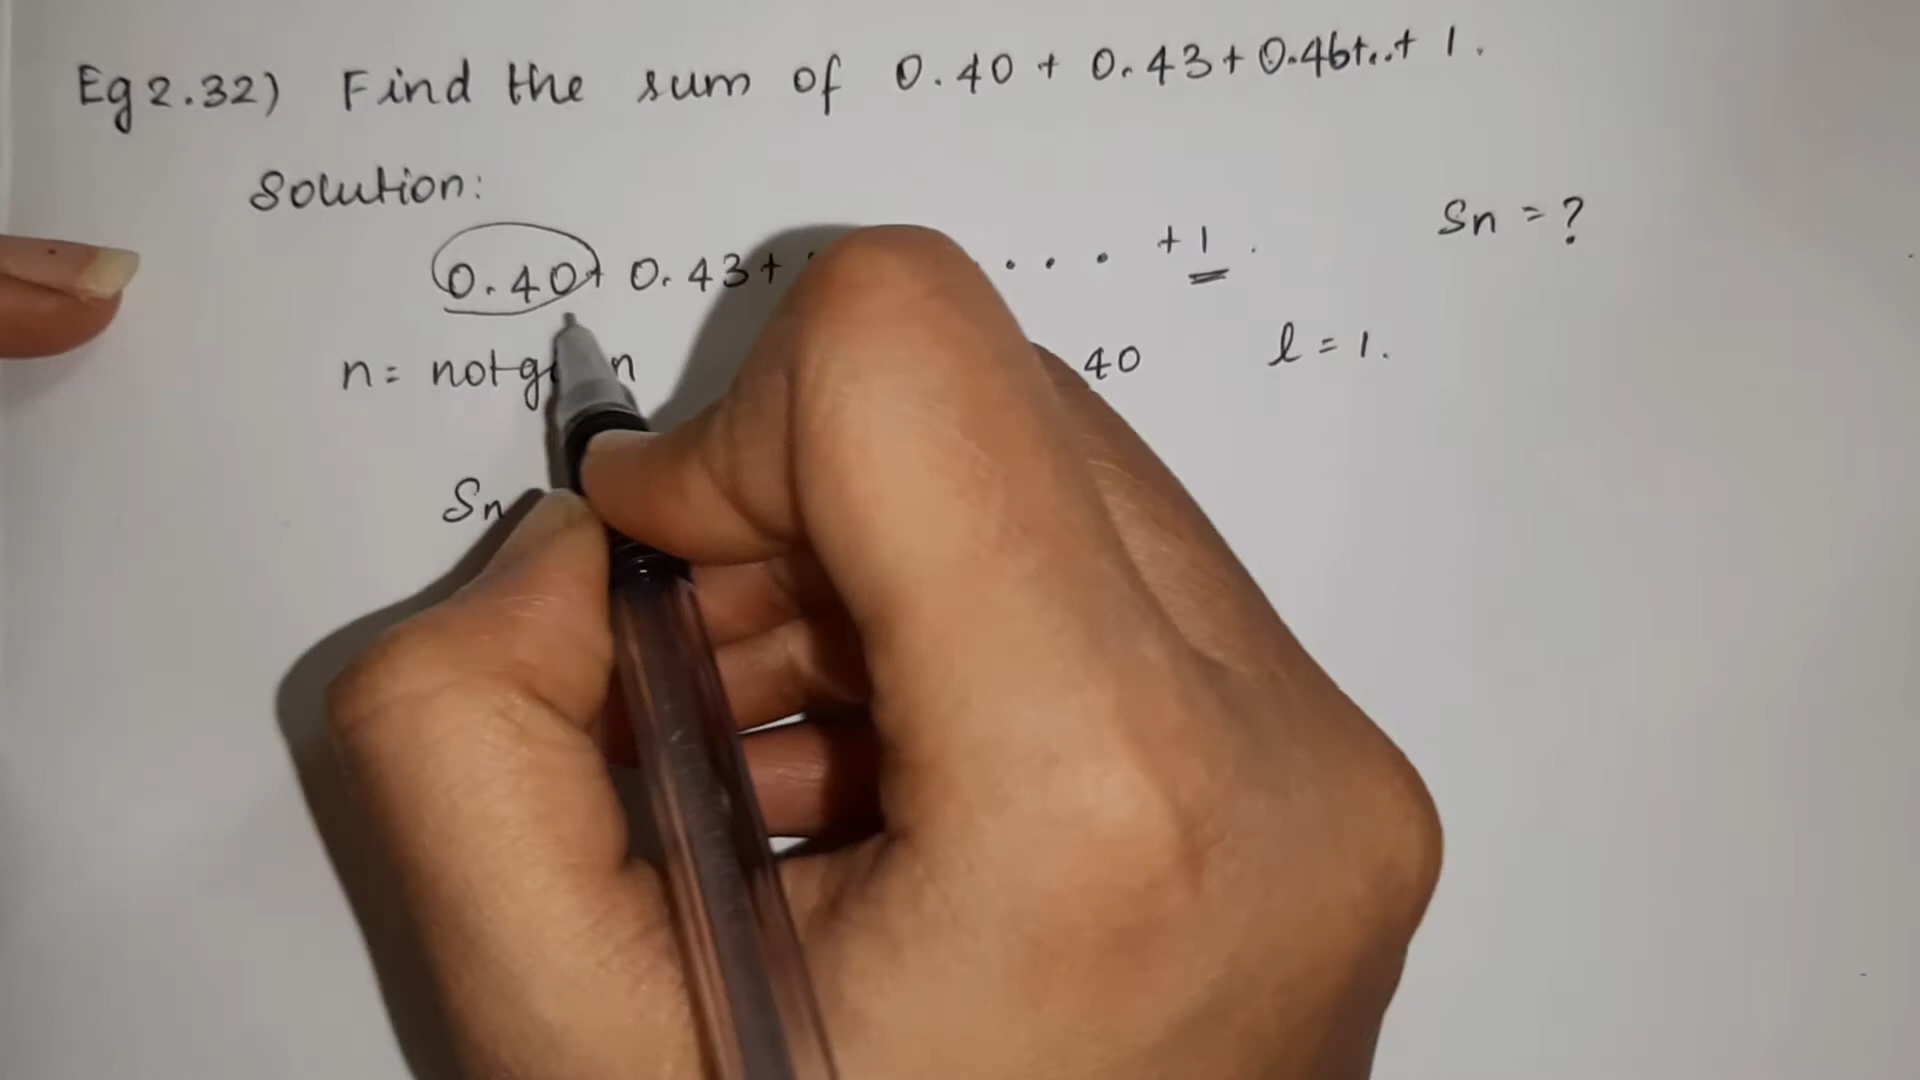 Eg 2.32) Find the sum of 0.40 + 0.43 + 0.46 + ..+ 1.
Solution:
Sn = ?
0.40 + 0.43 + . . . + 1 .
n = not 40 l = 1.
Sn